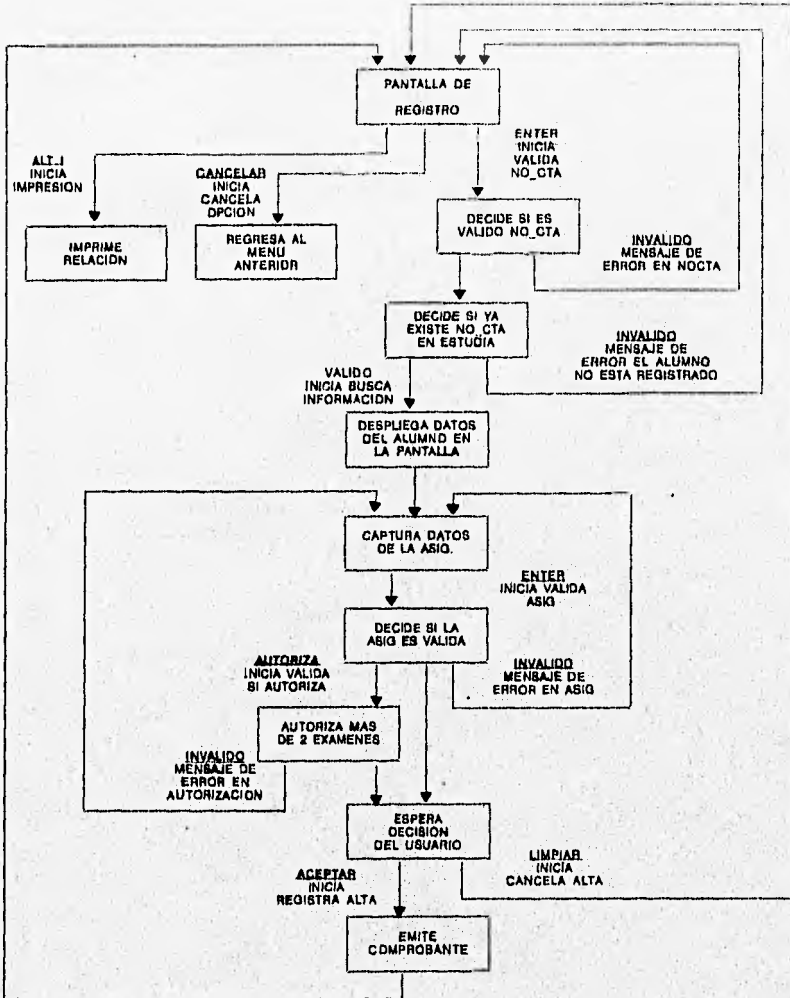 PANTALLA DE
REGISTRO
ALT_I
INICIA
IMPRESION
CANCELAR
INICIA
CANCELA
OPCION
ENTER
INICIA
VALIDA
NO_CTA
IMPRIME
RELACIÓN
REGRESA AL
MENU
ANTERIOR
DECIDE SI ES
VALIDO NO_CTA
INVALIDO
MENSAJE DE
ERROR EN NOCTA
DECIDE SI YA
EXISTE NO_CTA
EN ESTUDIA
INVALIDO
MENSAJE DE
ERROR EL ALUMNO
NO ESTA REGISTRADO
VALIDO
INICIA BUSCA
INFORMACIÓN
DESPLIEGA DATOS
DEL ALUMNO EN
LA PANTALLA
CAPTURA DATOS
DE LA ASIG.
ENTER
INICIA VALIDA
ASIG
DECIDE SI LA
ASIG ES VALIDA
AUTORIZA
INICIA VALIDA
SI AUTORIZA
INVALIDO
MENSAJE DE
ERROR EN ASIG
AUTORIZA MAS
DE 2 EXAMENES
INVALIDO
MENSAJE DE
ERROR EN
AUTORIZACION
ESPERA
DECISION
DEL USUARIO
LIMPIAR
INICÍA
CANCELA ALTA
ACEPTAR
INICÍA
REGISTRA ALTA
EMITE
COMPROBANTE